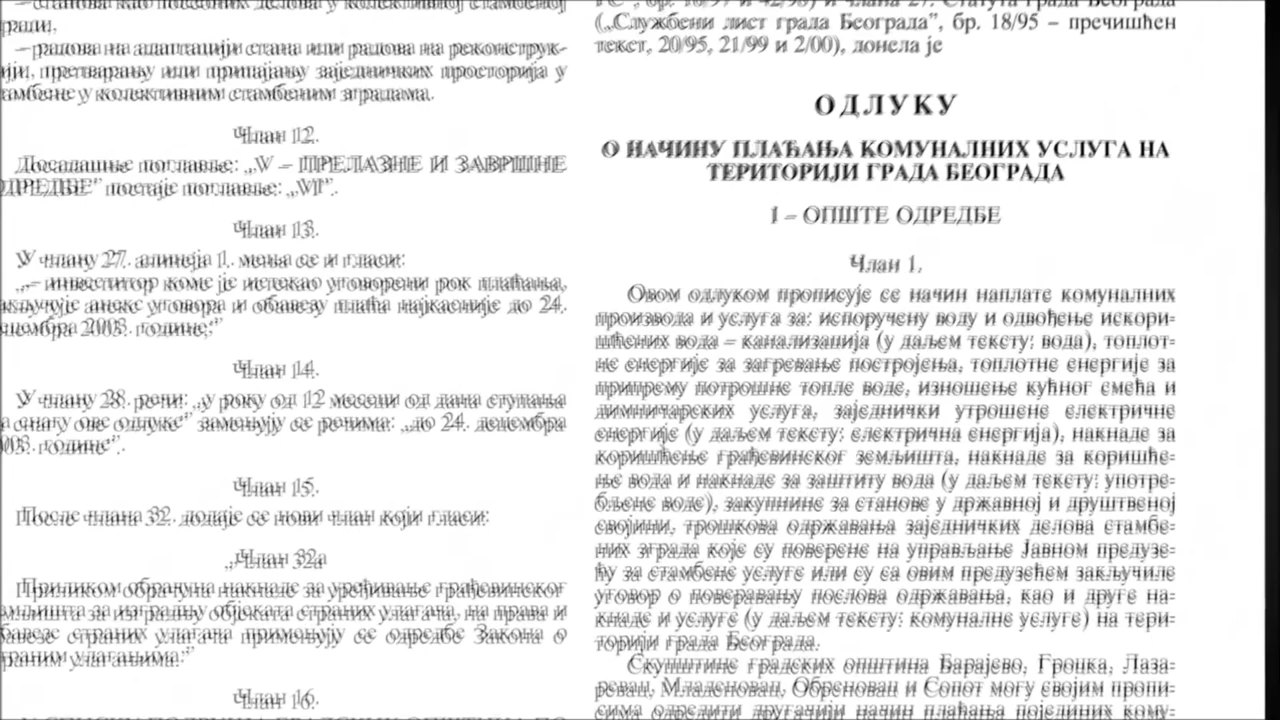 – станова као посебних делова у колективној стамбеној
– радова на адаптацији стана или радова на реконструк-
ији, претварању или припајању заједничких просторија у
амбене у колективним стамбеним зградама.
Члан 12.
Досадашње поглавље: „V – ПРЕЛАЗНЕ И ЗАВРШНЕ
ОДРЕДБЕ” постаје поглавље: „VI”.
Члан 13.
У члану 27. алинеја 1. мења се и гласи:
„– инвеститор коме је истекао уговорени рок плаћања,
акључује анекс уговора и обавезу плаћа најкасније до 24.
ецембра 2003. године;”
Члан 14.
У члану 28. речи: „у року од 12 месеци од дана ступања
а снагу ове одлуке” замењују се речима: „до 24. децембра
003. године”.
Члан 15.
После члана 32. додаје се нови члан који гласи:
„Члан 32а
Приликом обрачуна накнаде за уређивање грађевинског
емљишта за изградњу објеката страних улагача, на права и
бавезе страних улагача примењују се одредбе Закона о
раним улагањима.”
Члан 16.
(„Службени лист града Београда”, бр. 18/95 – пречишћен
текст, 20/95, 21/99 и 2/00), донела је
ОДЛУКУ
О НАЧИНУ ПЛАЋАЊА КОМУНАЛНИХ УСЛУГА НА
ТЕРИТОРИЈИ ГРАДА БЕОГРАДА
I – ОПШТЕ ОДРЕДБЕ
Члан 1.
Овом одлуком прописује се начин наплате комуналних
производа и услуга за: испоручену воду и одвођење искори-
шћених вода – канализација (у даљем тексту: вода), топлот-
не енергије за загревање постројења, топлотне енергије за
припрему потрошне топле воде, изношење кућног смећа и
димничарских услуга, заједнички утрошене електричне
енергије (у даљем тексту: електрична енергија), накнаде за
коришћење грађевинског земљишта, накнаде за коришће-
ње вода и накнаде за заштиту вода (у даљем тексту: употре-
бљене воде), закупнине за станове у државној и друштвеној
својини, трошкова одржавања заједничких делова стамбе-
них зграда које су поверене на управљање Јавном предузе-
ћу за стамбене услуге или су са овим предузећем закључиле
уговор о поверавању послова одржавања, као и друге на-
кнаде и услуге (у даљем тексту: комуналне услуге) на тери-
торији града Београда.
Скупштине градских општина Барајево, Гроцка, Лаза-
ревац, Младеновац, Обреновац и Сопот могу својим пропи-
сима одредити другачији начин плаћања појединих кому-